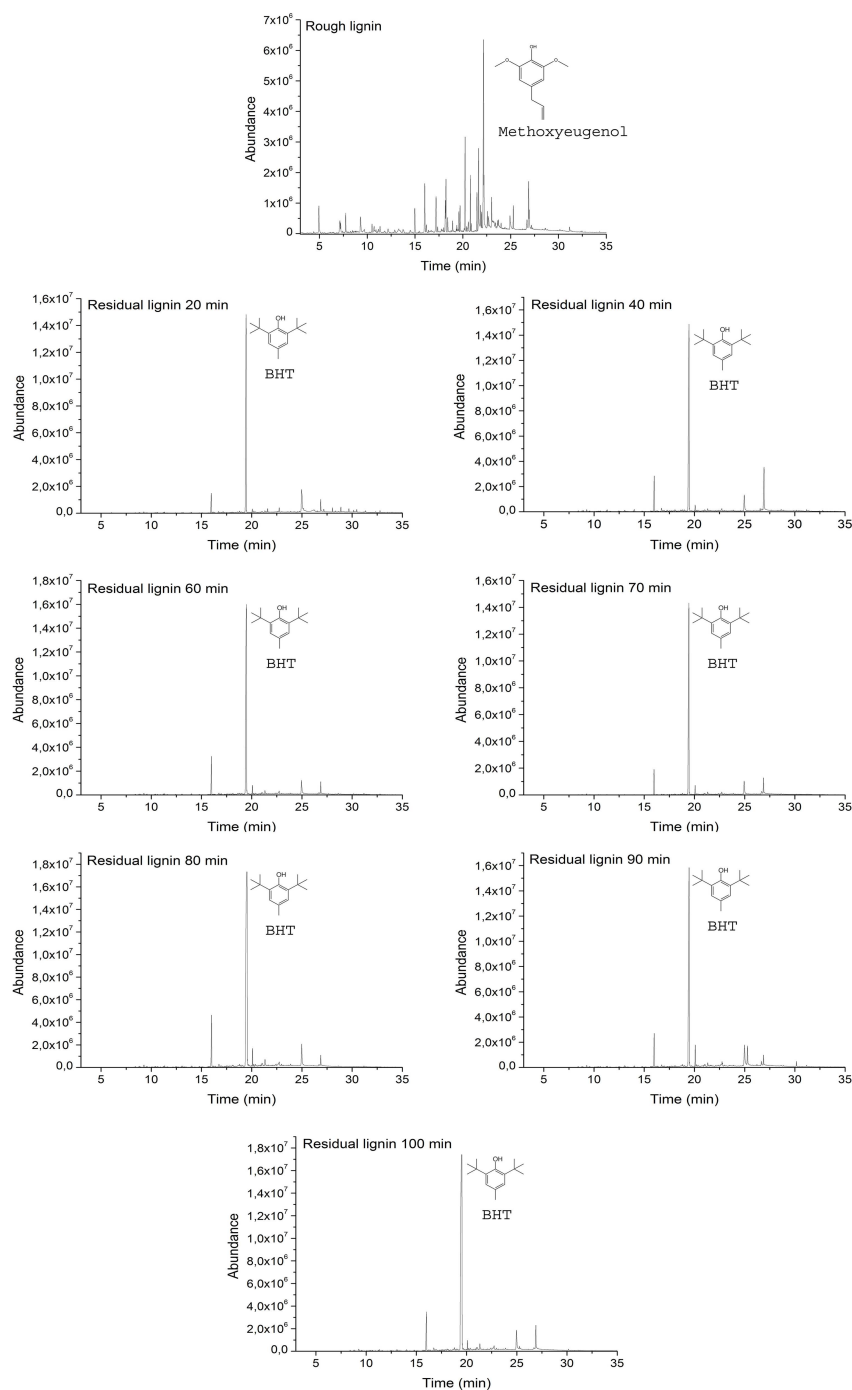 Rough lignin
7x10⁶
6x10⁶
5x10⁶
4x10⁶
3x10⁶
2x10⁶
1x10⁶
0
Abundance
OH
O
O
Methoxyeugenol
5 10 15 20 25 30 35
Time (min)
Residual lignin 20 min
1,6x10⁷
1,4x10⁷
1,2x10⁷
1,0x10⁷
8,0x10⁶
6,0x10⁶
4,0x10⁶
2,0x10⁶
0,0
Abundance
OH
BHT
5 10 15 20 25 30 35
Time (min)
Residual lignin 40 min
1,6x10⁷
1,4x10⁷
1,2x10⁷
1,0x10⁷
8,0x10⁶
6,0x10⁶
4,0x10⁶
2,0x10⁶
0,0
Abundance
OH
BHT
5 10 15 20 25 30 35
Time (min)
Residual lignin 60 min
1,8x10⁷
1,6x10⁷
1,4x10⁷
1,2x10⁷
1,0x10⁷
8,0x10⁶
6,0x10⁶
4,0x10⁶
2,0x10⁶
0,0
Abundance
OH
BHT
5 10 15 20 25 30 35
Time (min)
Residual lignin 70 min
1,6x10⁷
1,4x10⁷
1,2x10⁷
1,0x10⁷
8,0x10⁶
6,0x10⁶
4,0x10⁶
2,0x10⁶
0,0
Abundance
OH
BHT
5 10 15 20 25 30 35
Time (min)
Residual lignin 80 min
1,8x10⁷
1,6x10⁷
1,4x10⁷
1,2x10⁷
1,0x10⁷
8,0x10⁶
6,0x10⁶
4,0x10⁶
2,0x10⁶
0,0
Abundance
OH
BHT
5 10 15 20 25 30 35
Time (min)
Residual lignin 90 min
1,6x10⁷
1,4x10⁷
1,2x10⁷
1,0x10⁷
8,0x10⁶
6,0x10⁶
4,0x10⁶
2,0x10⁶
0,0
Abundance
OH
BHT
5 10 15 20 25 30 35
Time (min)
Residual lignin 100 min
1,8x10⁷
1,6x10⁷
1,4x10⁷
1,2x10⁷
1,0x10⁷
8,0x10⁶
6,0x10⁶
4,0x10⁶
2,0x10⁶
0,0
Abundance
OH
BHT
5 10 15 20 25 30 35
Time (min)